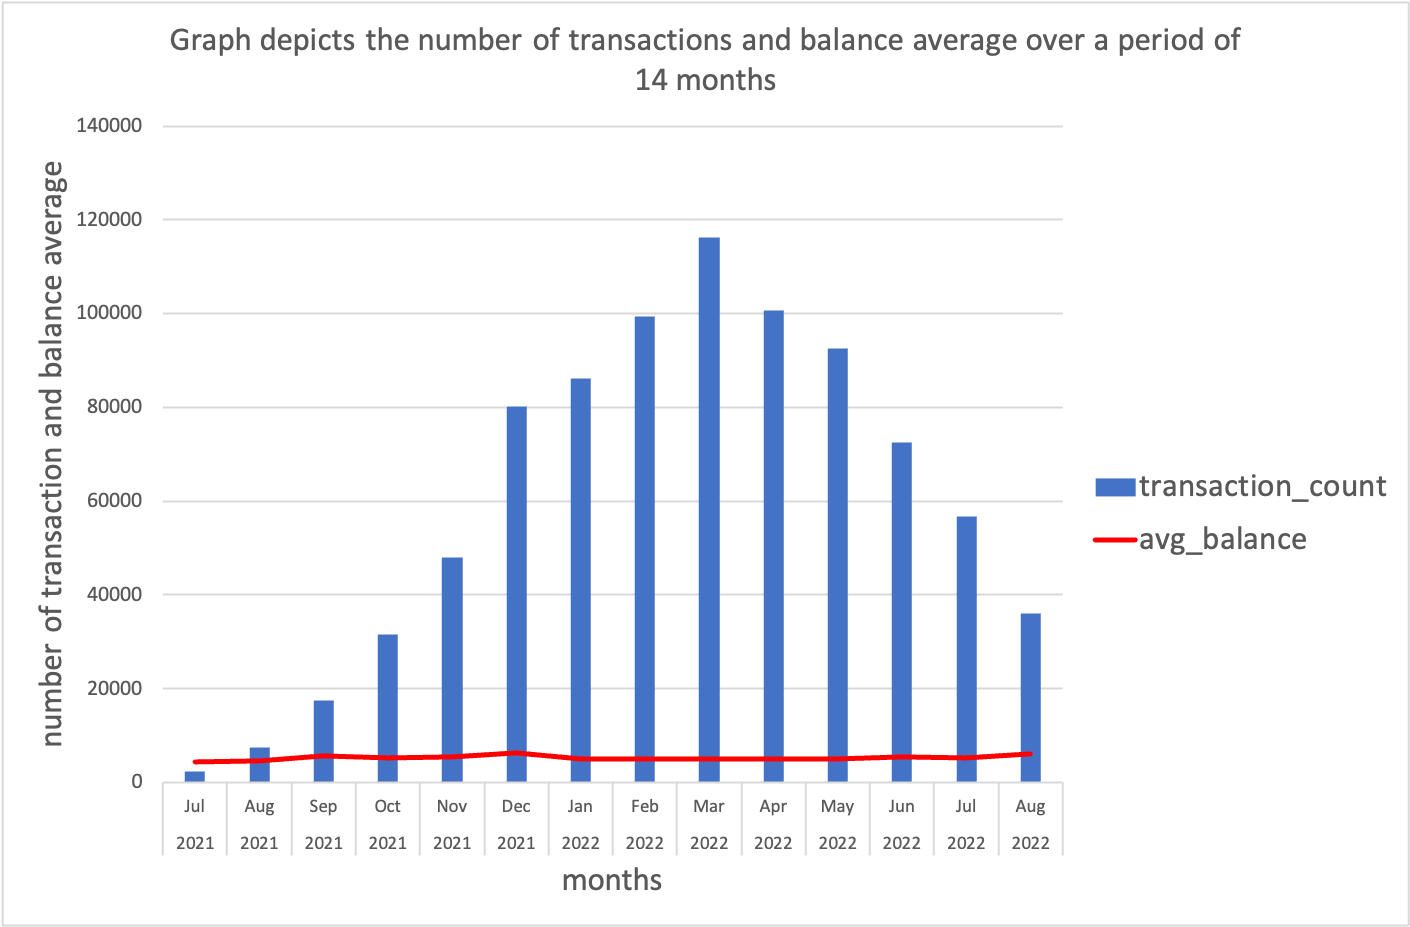 Graph depicts the number of transactions and balance average over a period of
14 months
number of transaction and balance average
140000
120000
100000
80000
60000
40000
20000
0
Jul Aug Sep Oct Nov Dec Jan Feb Mar Apr May Jun Jul Aug
2021 2021 2021 2021 2021 2021 2022 2022 2022 2022 2022 2022 2022 2022
months
transaction_count
avg_balance